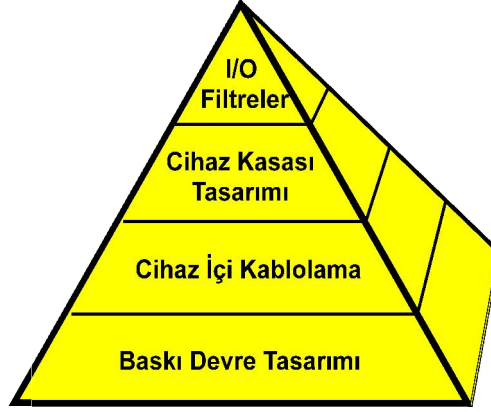 I/O
Filtreler
Cihaz Kasası
Tasarımı
Cihaz İçi Kablolama
Baskı Devre Tasarımı